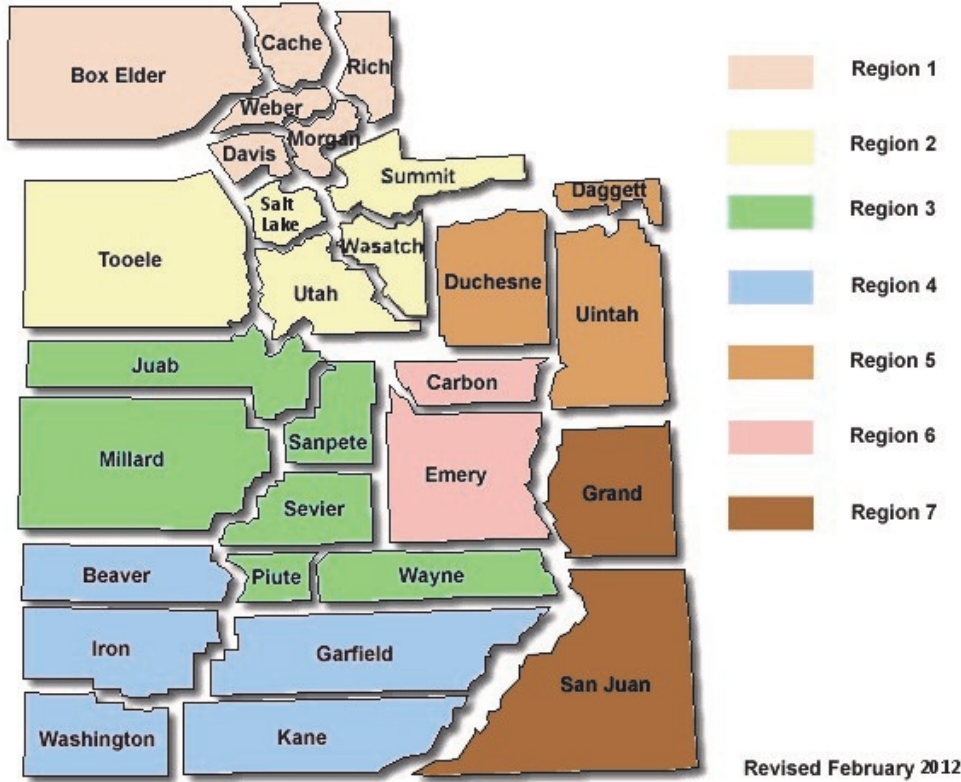 Cache
Rich
Box Elder
Weber
Morgan
Davis
Summit
Salt
Lake
Daggett
Wasatch
Tooele
Duchesne
Utah
Uintah
Juab
Carbon
Sanpete
Millard
Emery
Grand
Sevier
Beaver
Piute
Wayne
Iron
Garfield
San Juan
Washington
Kane
Region 1
Region 2
Region 3
Region 4
Region 5
Region 6
Region 7
Revised February 2012